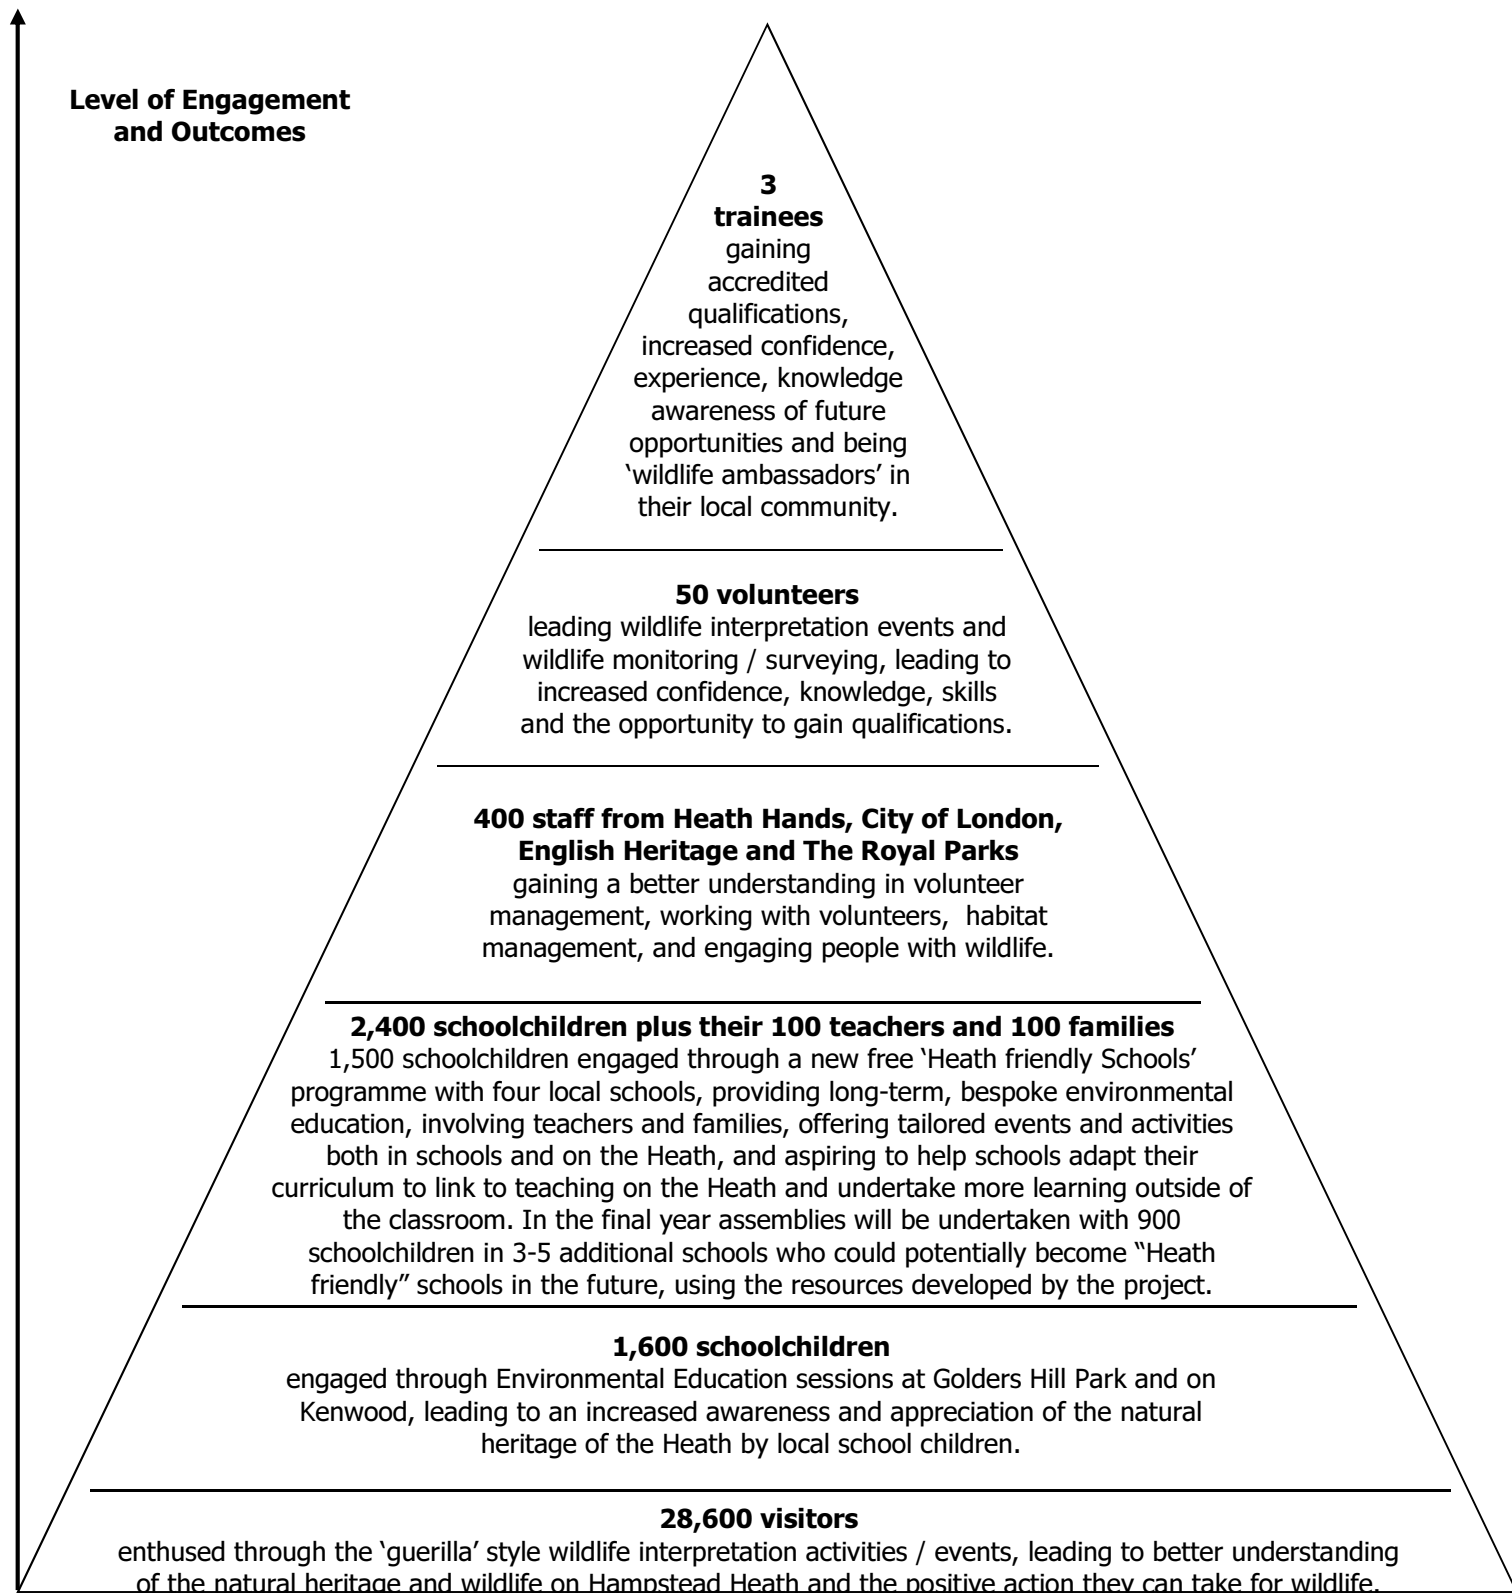 Level of Engagement
and Outcomes
3
trainees
gaining
accredited
qualifications,
increased confidence,
experience, knowledge
awareness of future
opportunities and being
‘wildlife ambassadors’ in
their local community.
50 volunteers
leading wildlife interpretation events and
wildlife monitoring / surveying, leading to
increased confidence, knowledge, skills
and the opportunity to gain qualifications.
400 staff from Heath Hands, City of London,
English Heritage and The Royal Parks
gaining a better understanding in volunteer
management, working with volunteers,  habitat
management, and engaging people with wildlife.
2,400 schoolchildren plus their 100 teachers and 100 families
1,500 schoolchildren engaged through a new free ‘Heath friendly Schools’
programme with four local schools, providing long-term, bespoke environmental
education, involving teachers and families, offering tailored events and activities
both in schools and on the Heath, and aspiring to help schools adapt their
curriculum to link to teaching on the Heath and undertake more learning outside of
the classroom. In the final year assemblies will be undertaken with 900
schoolchildren in 3-5 additional schools who could potentially become “Heath
friendly” schools in the future, using the resources developed by the project.
1,600 schoolchildren
engaged through Environmental Education sessions at Golders Hill Park and on
Kenwood, leading to an increased awareness and appreciation of the natural
heritage of the Heath by local school children.
28,600 visitors
enthused through the ‘guerilla’ style wildlife interpretation activities / events, leading to better understanding
of the natural heritage and wildlife on Hampstead Heath and the positive action they can take for wildlife.